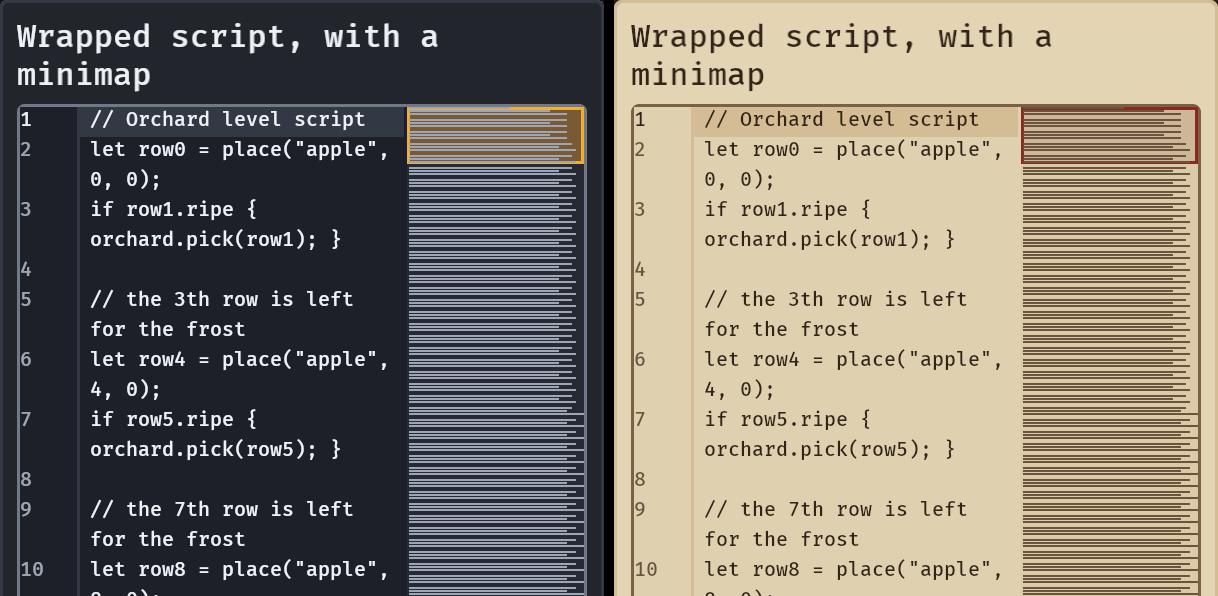 Wrapped script, with a
minimap
1 // Orchard level script
2 let row0 = place("apple",
0, 0);
3 if row1.ripe {
orchard.pick(row1); }
4
5 // the 3th row is left
for the frost
6 let row4 = place("apple",
4, 0);
7 if row5.ripe {
orchard.pick(row5); }
8
9 // the 7th row is left
for the frost
10 let row8 = place("apple",
Wrapped script, with a
minimap
1 // Orchard level script
2 let row0 = place("apple",
0, 0);
3 if row1.ripe {
orchard.pick(row1); }
4
5 // the 3th row is left
for the frost
6 let row4 = place("apple",
4, 0);
7 if row5.ripe {
orchard.pick(row5); }
8
9 // the 7th row is left
for the frost
10 let row8 = place("apple",